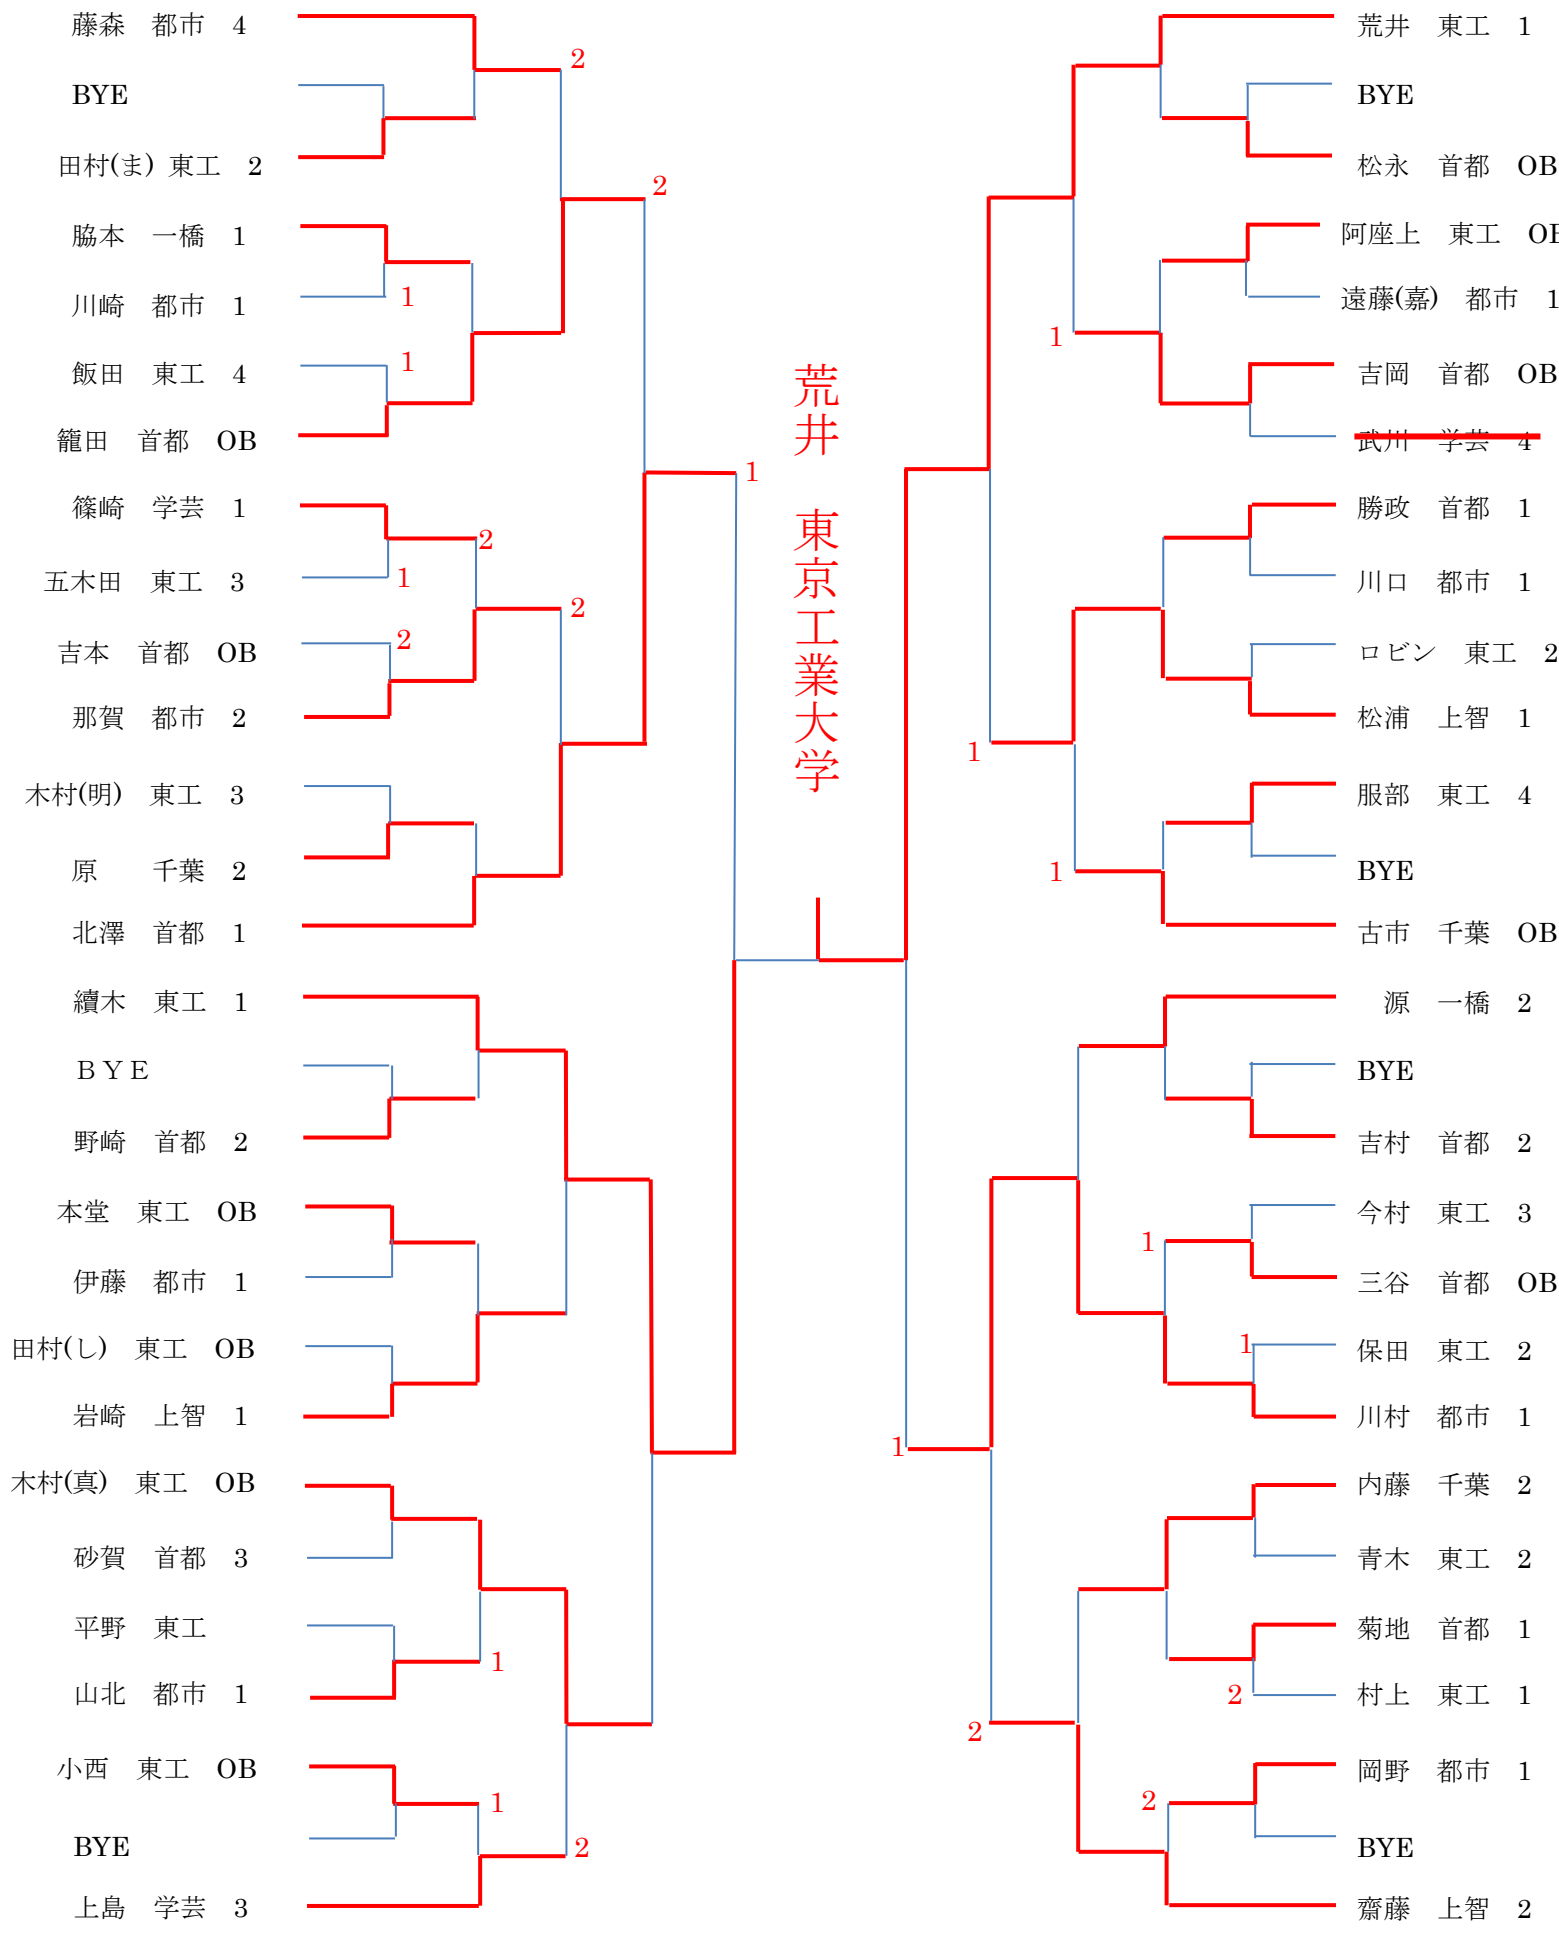 藤森 都市 4
BYE
田村(ま) 東工 2
脇本 一橋 1
川崎 都市 1
飯田 東工 4
籠田 首都 OB
篠崎 学芸 1
五木田 東工 3
吉本 首都 OB
那賀 都市 2
木村(明) 東工 3
原 千葉 2
北澤 首都 1
續木 東工 1
ＢＹＥ
野崎 首都 2
本堂 東工 OB
伊藤 都市 1
田村(し) 東工 OB
岩崎 上智 1
木村(真) 東工 OB
砂賀 首都 3
平野 東工
山北 都市 1
小西 東工 OB
BYE
上島 学芸 3
2
2
1
1
2
1
2
2
1
1
1
2
荒井 東京工業大学
1
1
1
1
1
1
2
2
2
荒井 東工 1
BYE
松永 首都 OB
阿座上 東工 OB
遠藤(嘉) 都市 1
吉岡 首都 OB
武川 学芸 4
勝政 首都 1
川口 都市 1
ロビン 東工 2
松浦 上智 1
服部 東工 4
BYE
古市 千葉 OB
源 一橋 2
BYE
吉村 首都 2
今村 東工 3
三谷 首都 OB
保田 東工 2
川村 都市 1
内藤 千葉 2
青木 東工 2
菊地 首都 1
村上 東工 1
岡野 都市 1
BYE
齋藤 上智 2